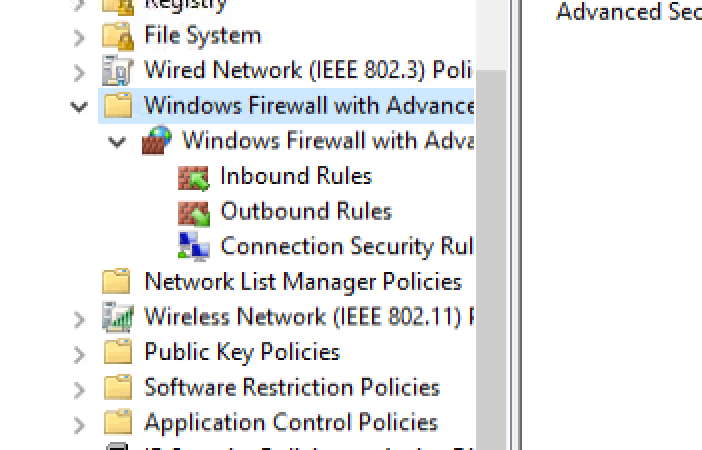 Registry
File System
Wired Network (IEEE 802.3) Poli
Windows Firewall with Advance
Windows Firewall with Adva
Inbound Rules
Outbound Rules
Connection Security Rul
Network List Manager Policies
Wireless Network (IEEE 802.11) P
Public Key Policies
Software Restriction Policies
Application Control Policies
Advanced Sec